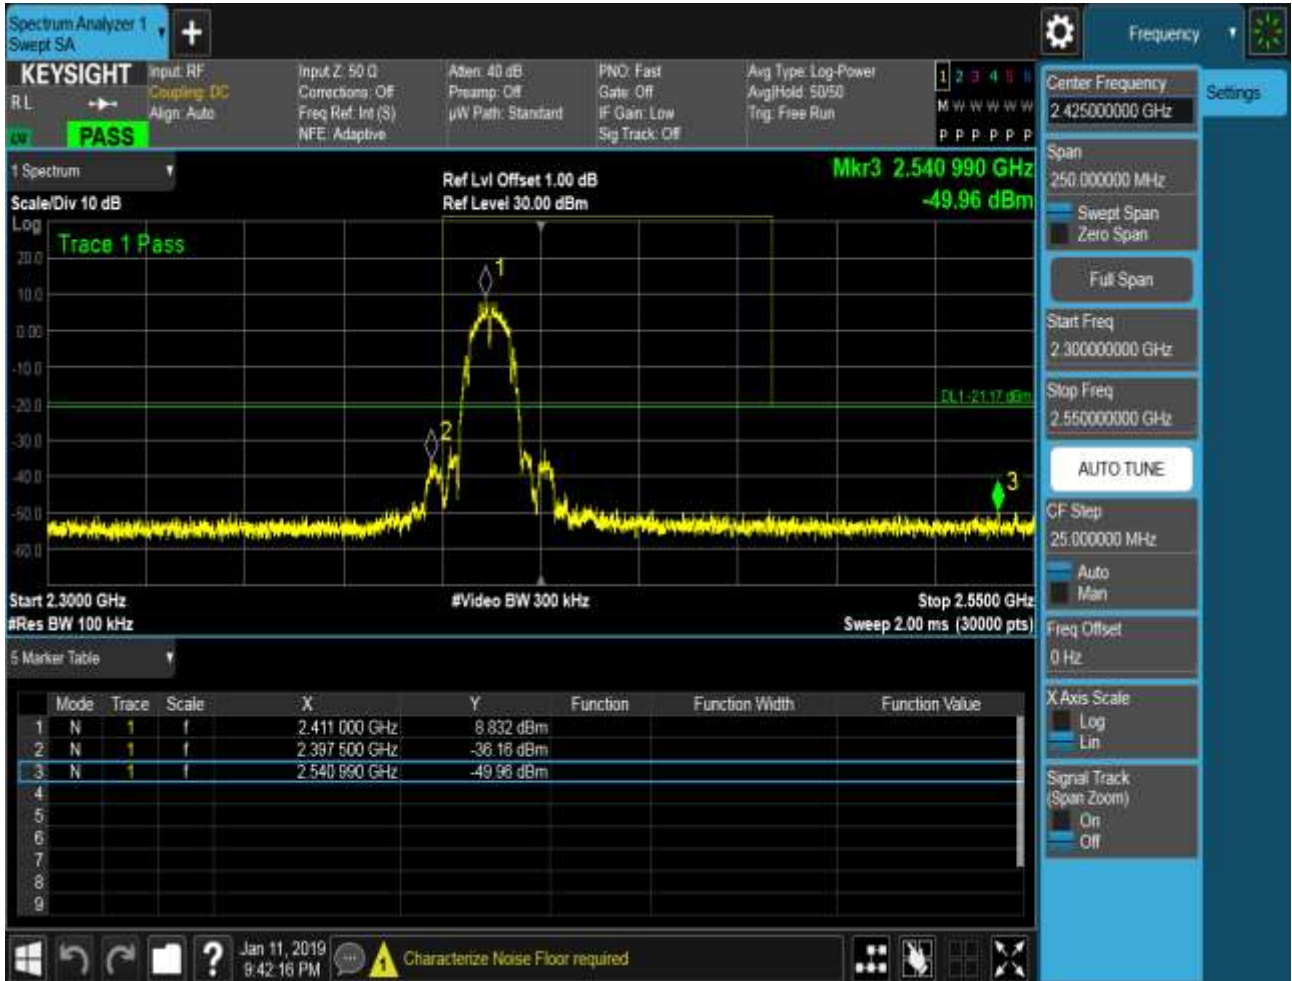 Spectrum Analyzer 1
Swept SA
Frequency
KEYSIGHT
RL
PASS
Input: RF
Coupling: DC
Align: Auto
Input Z: 50 Ω
Corrections: Off
Freq Ref: Int (S)
NFE: Adaptive
Atten: 40 dB
Preamp: Off
µW Path: Standard
PNO: Fast
Gate: Off
IF Gain: Low
Sig Track: Off
Avg Type: Log-Power
Avg|Hold: 50/50
Trig: Free Run
1 2 3 4 5 6
M W W W W W
P P P P P P
Center Frequency
2.425000000 GHz
Settings
Span
250.000000 MHz
Swept Span
Zero Span
Full Span
Start Freq
2.300000000 GHz
Stop Freq
2.550000000 GHz
AUTO TUNE
CF Step
25.000000 MHz
Auto
Man
Freq Offset
0 Hz
X Axis Scale
Log
Lin
Signal Track
(Span Zoom)
On
Off
1 Spectrum
Scale/Div 10 dB
Log
Ref Lvl Offset 1.00 dB
Ref Level 30.00 dBm
Mkr3 2.540 990 GHz
-49.96 dBm
Trace 1 Pass
20.0
10.0
0.00
-10.0
-20.0
-30.0
-40.0
-50.0
-60.0
1
2
3
DL1 -21.17 dBm
Start 2.3000 GHz
#Video BW 300 kHz
Stop 2.5500 GHz
#Res BW 100 kHz
Sweep 2.00 ms (30000 pts)
5 Marker Table
Mode Trace Scale X Y Function Function Width Function Value
1 N 1 f 2.411 000 GHz 8.832 dBm
2 N 1 f 2.397 500 GHz -36.16 dBm
3 N 1 f 2.540 990 GHz -49.96 dBm
4
5
6
7
8
9
?
Jan 11, 2019
9:42:16 PM
Characterize Noise Floor required